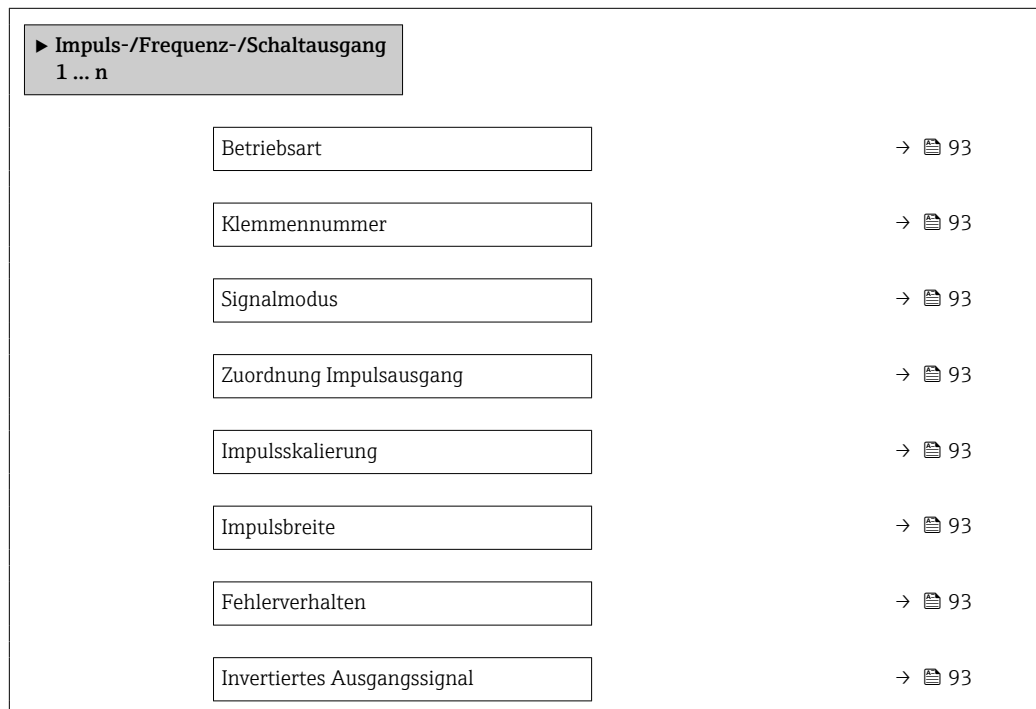 ► Impuls-/Frequenz-/Schaltausgang
1 ... n
Betriebsart → 93
Klemmennummer → 93
Signalmodus → 93
Zuordnung Impulsausgang → 93
Impulsskalierung → 93
Impulsbreite → 93
Fehlerverhalten → 93
Invertiertes Ausgangssignal → 93